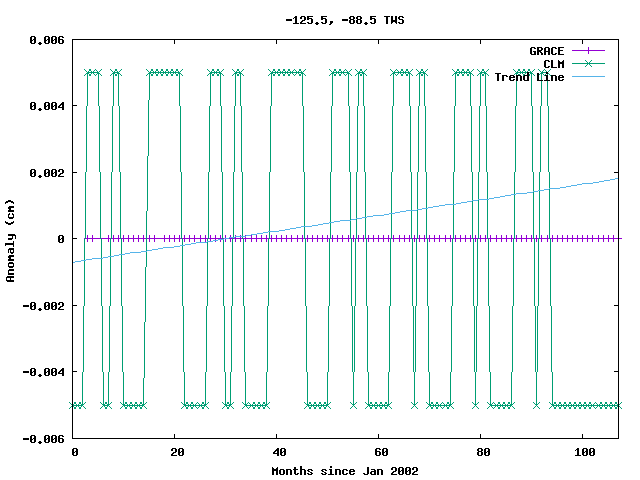 -125.5, -88.5 TWS
GRACE
CLM
Trend Line
0.006
0.004
0.002
0
-0.002
-0.004
-0.006
Anomaly (cm)
0 20 40 60 80 100
Months since Jan 2002